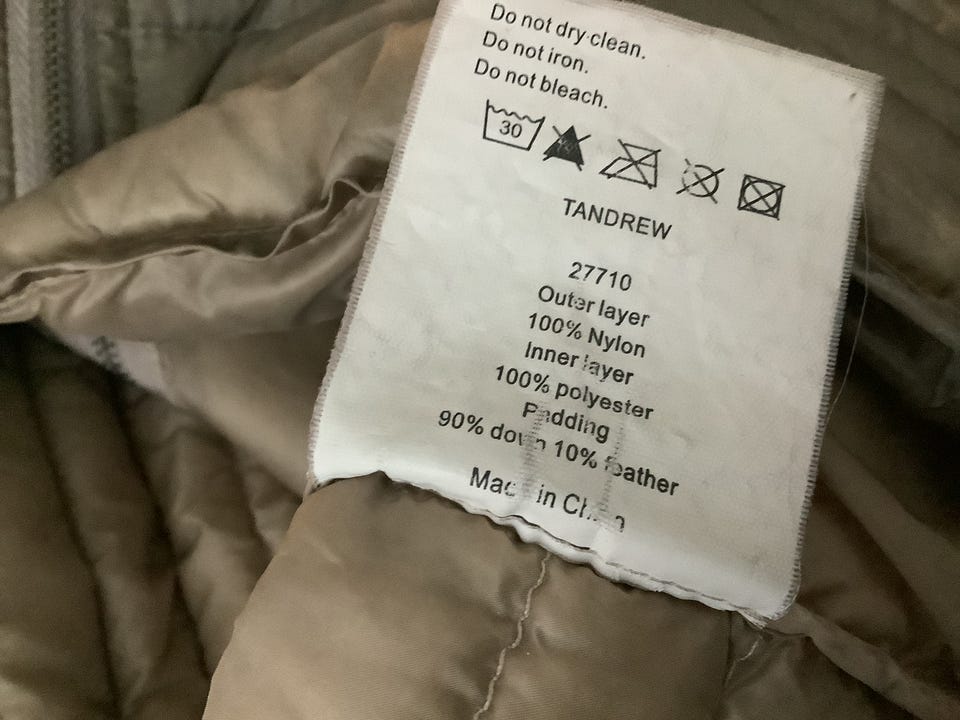 Do not dry clean.
Do not iron.
Do not bleach.
30
TANDREW
27710
Outer layer
100% Nylon
Inner layer
100% polyester
Padding
90% down 10% feather
Made in China